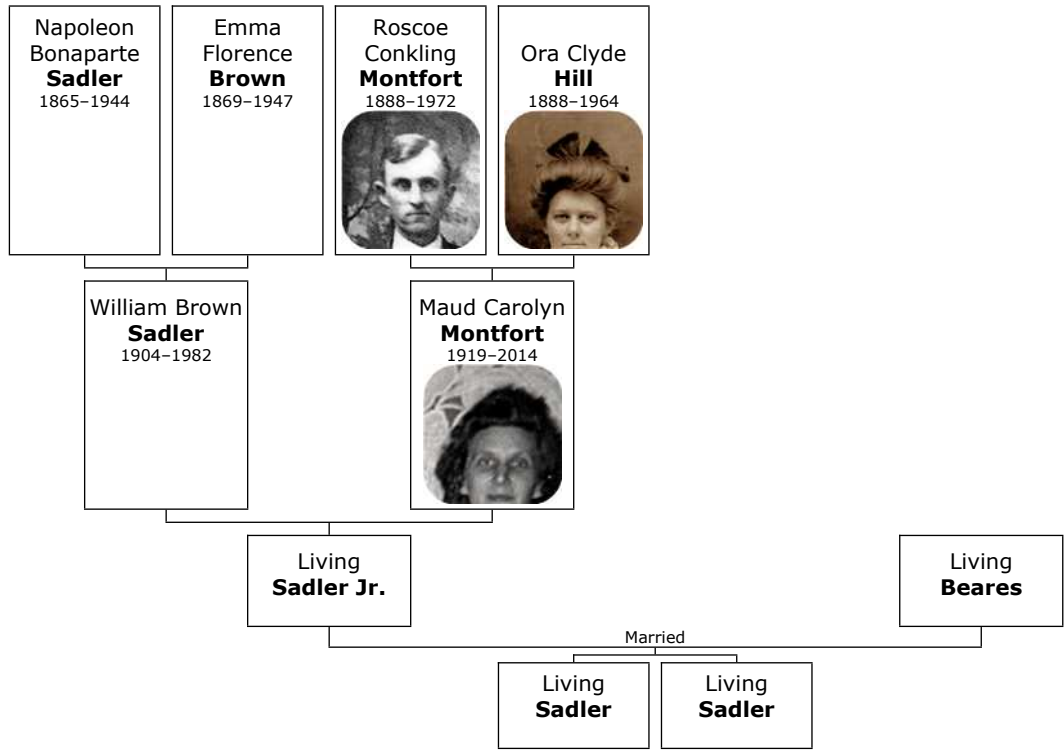 Napoleon
Bonaparte
Sadler
1865–1944
Emma
Florence
Brown
1869–1947
Roscoe
Conkling
Montfort
1888–1972
Ora Clyde
Hill
1888–1964
William Brown
Sadler
1904–1982
Maud Carolyn
Montfort
1919–2014
Living
Sadler Jr.
Living
Beares
Married
Living
Sadler
Living
Sadler